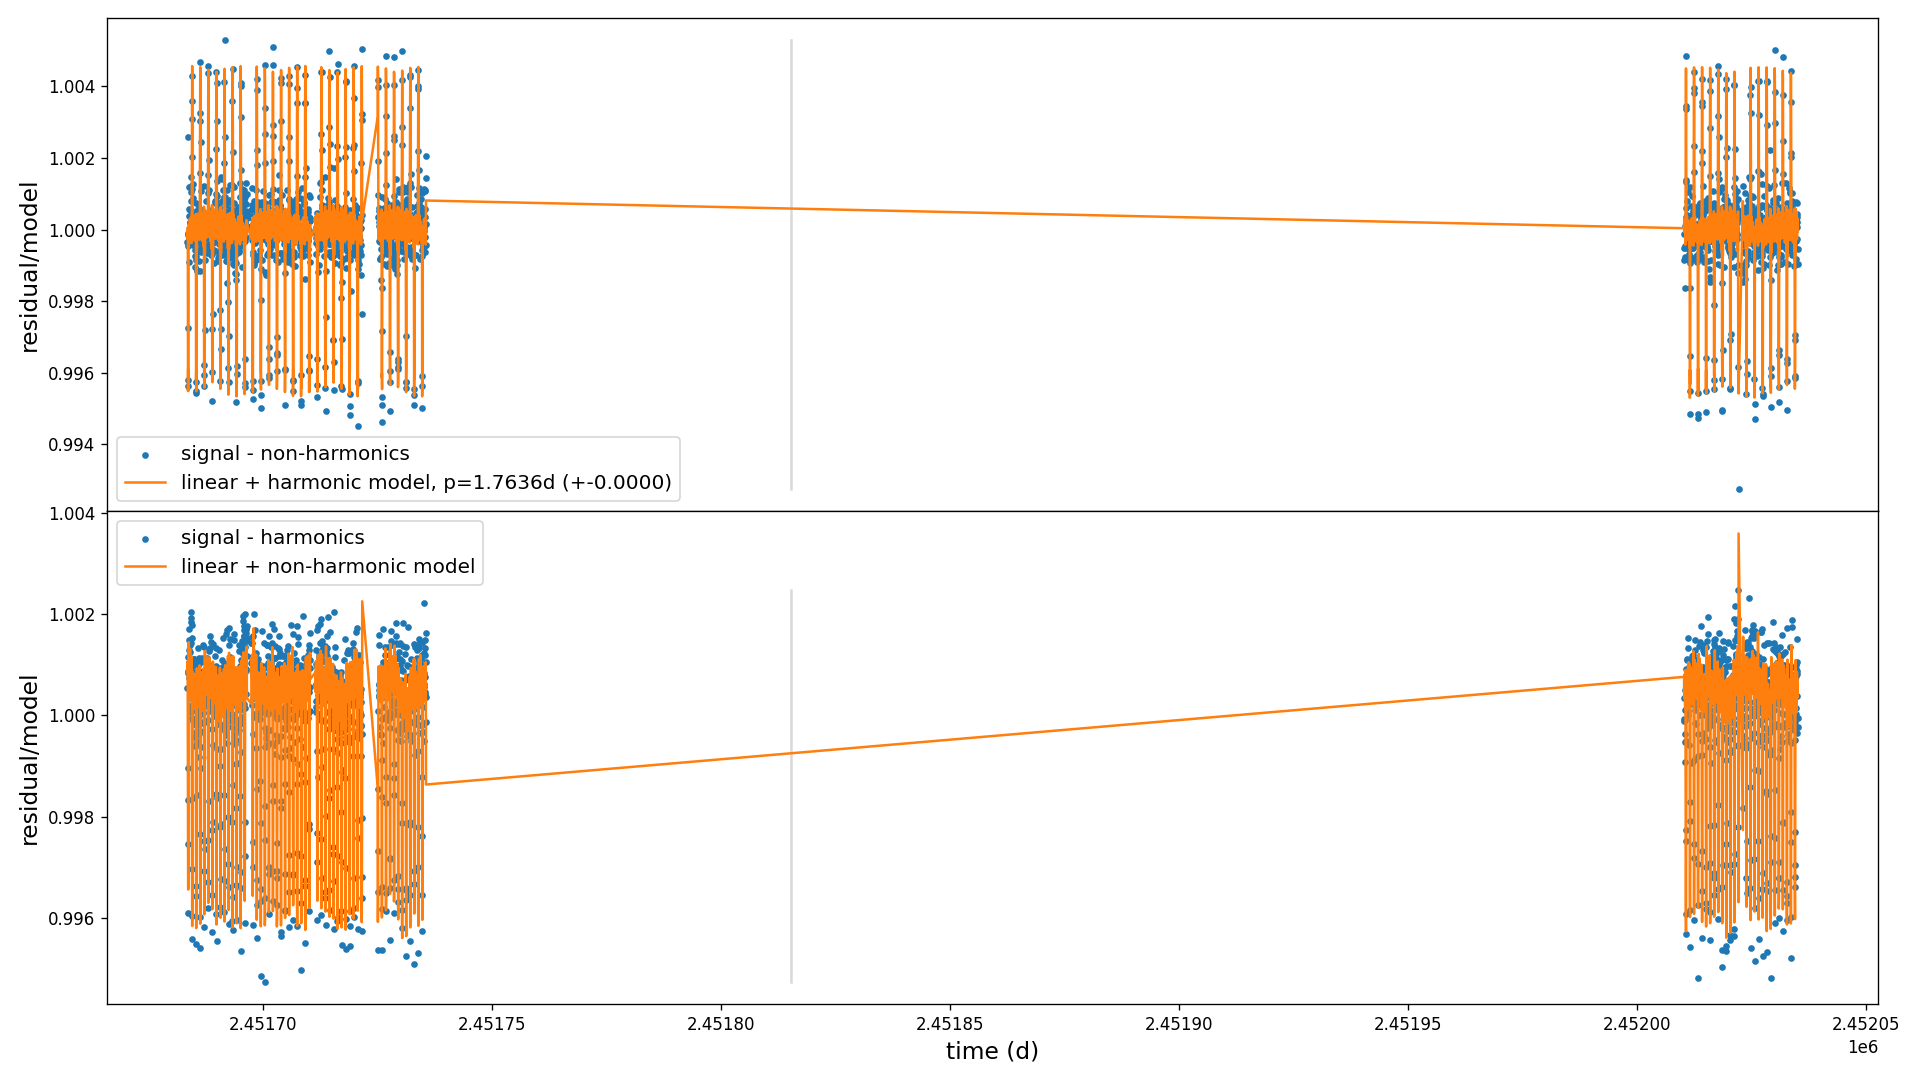 residual/model
1.004
1.002
1.000
0.998
0.996
0.994
signal - non-harmonics
linear + harmonic model, p=1.7636d (+-0.0000)
residual/model
1.004
1.002
1.000
0.998
0.996
signal - harmonics
linear + non-harmonic model
2.45170
2.45175
2.45180
2.45185
2.45190
2.45195
2.45200
2.45205
time (d)
1e6